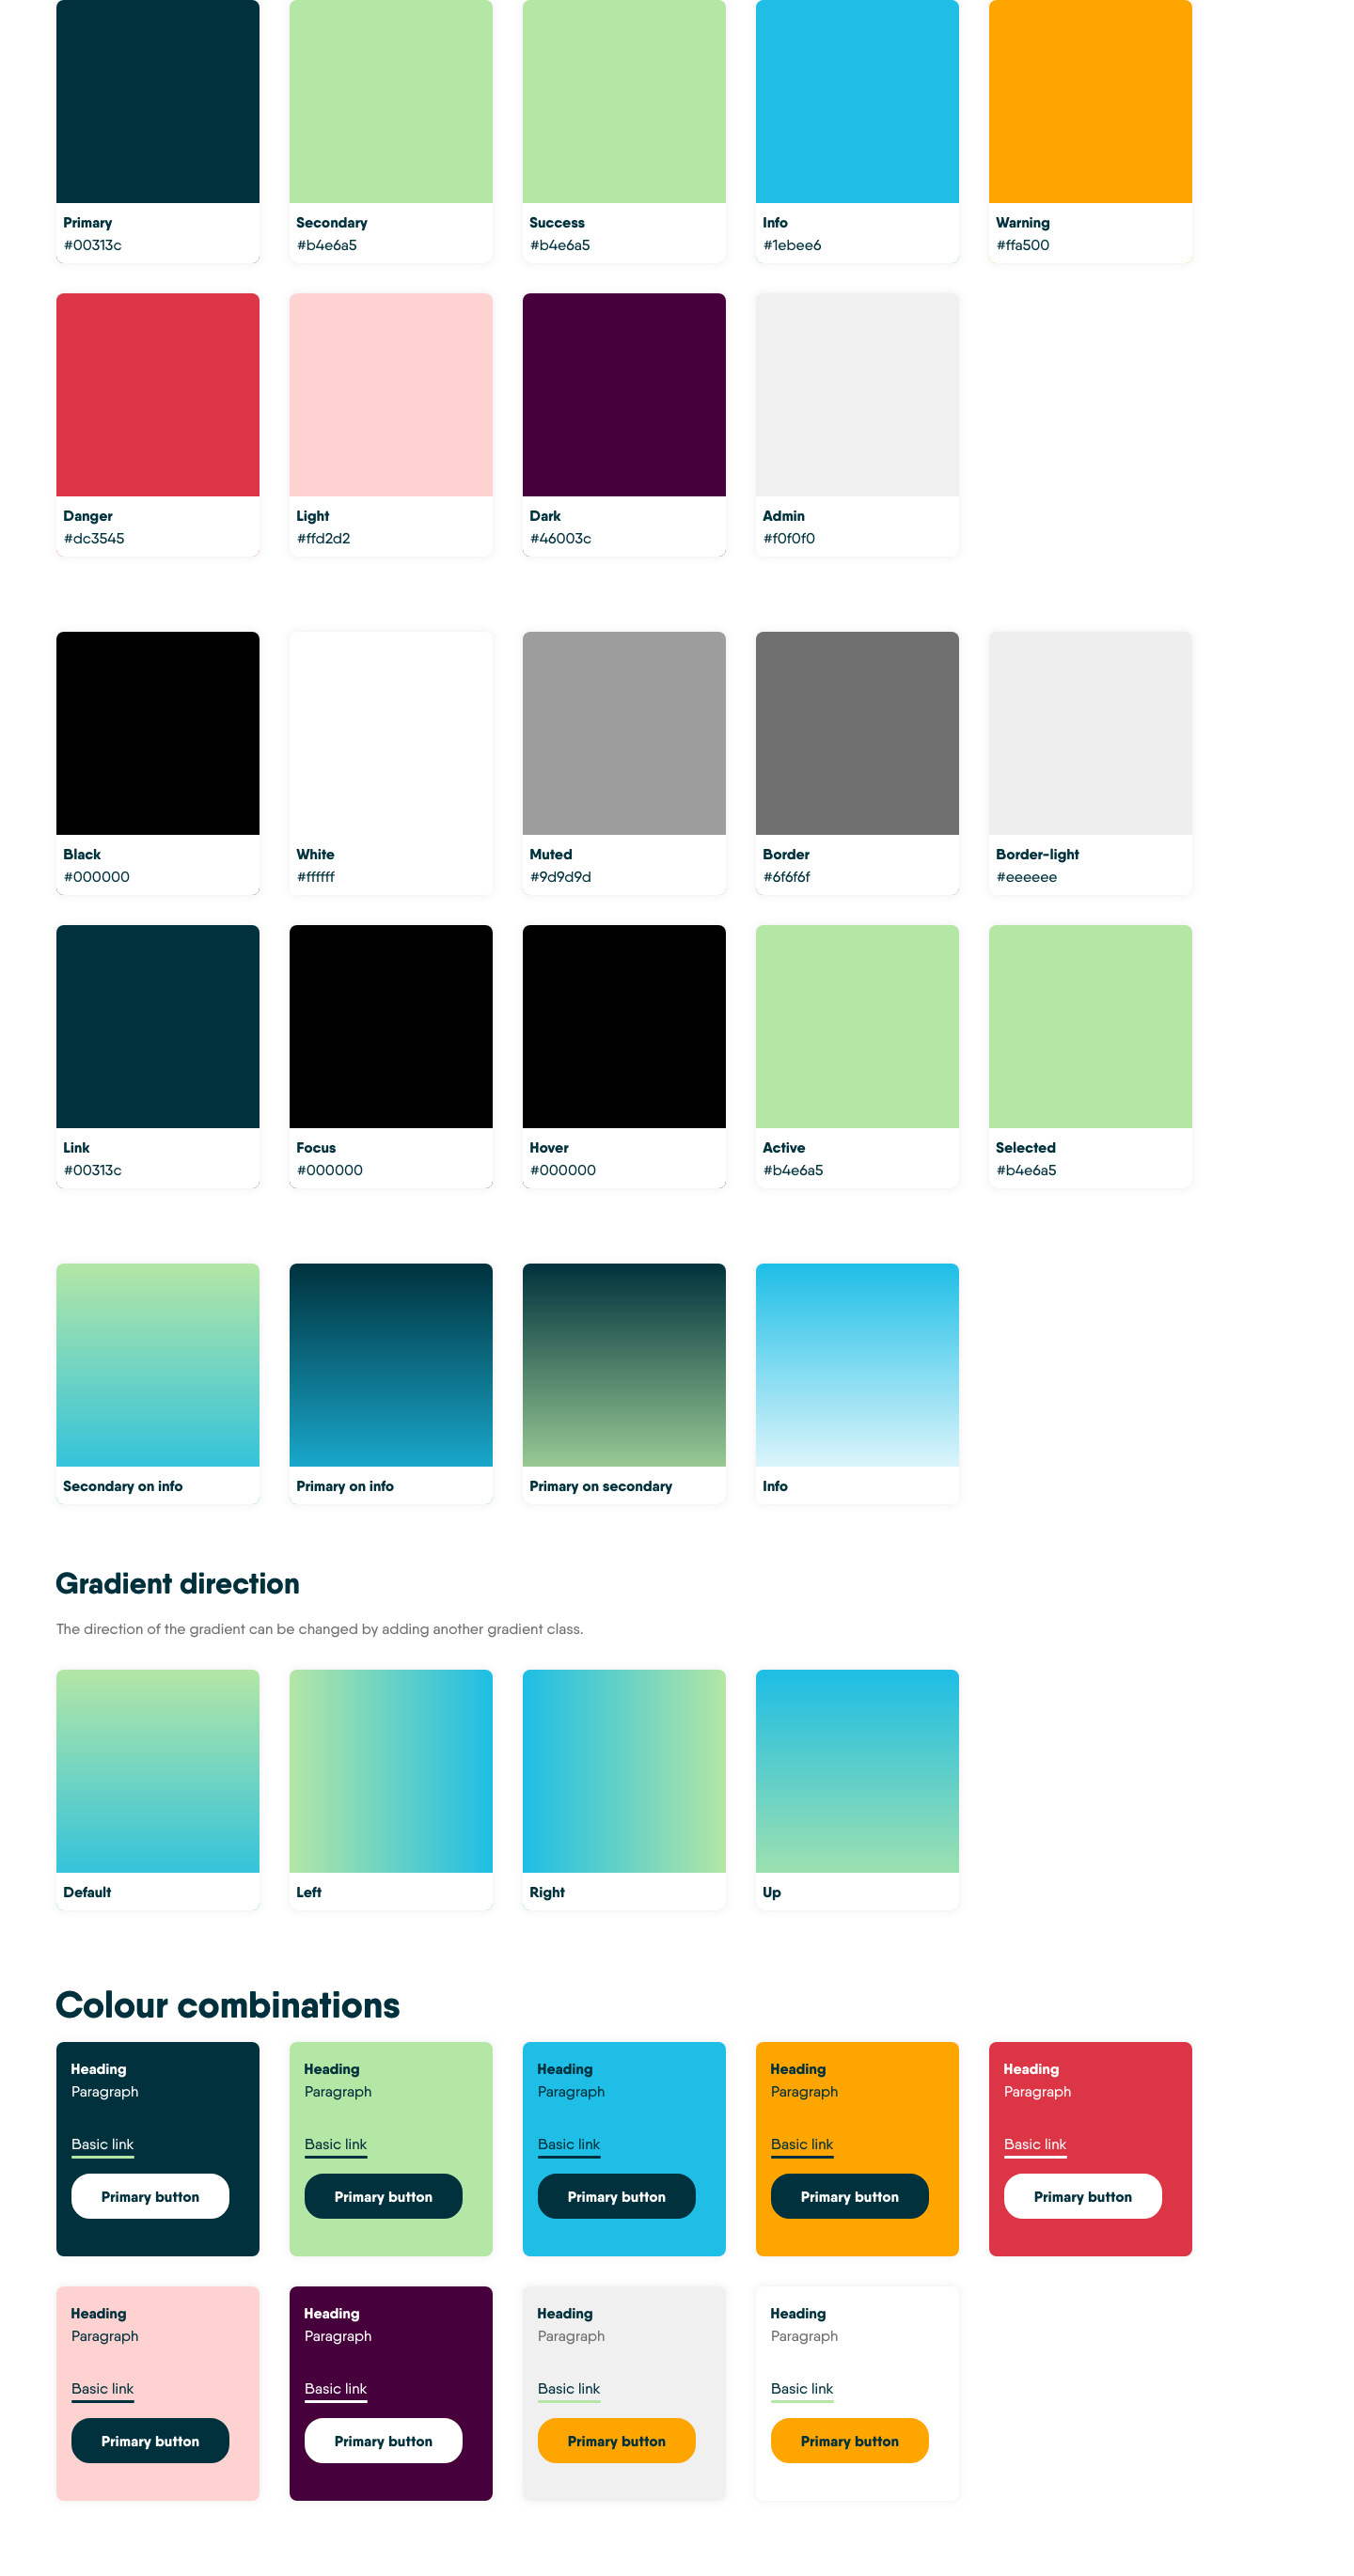 Primary
#00313c
Secondary
#b4e6a5
Success
#b4e6a5
Info
#1ebee6
Warning
#ffa500
Danger
#dc3545
Light
#ffd2d2
Dark
#46003c
Admin
#f0f0f0
Black
#000000
White
#ffffff
Muted
#9d9d9d
Border
#6f6f6f
Border-light
#eeeeee
Link
#00313c
Focus
#000000
Hover
#000000
Active
#b4e6a5
Selected
#b4e6a5
Secondary on info
Primary on info
Primary on secondary
Info
Gradient direction
The direction of the gradient can be changed by adding another gradient class.
Default
Left
Right
Up
Colour combinations
Heading
Paragraph
Basic link
Primary button
Heading
Paragraph
Basic link
Primary button
Heading
Paragraph
Basic link
Primary button
Heading
Paragraph
Basic link
Primary button
Heading
Paragraph
Basic link
Primary button
Heading
Paragraph
Basic link
Primary button
Heading
Paragraph
Basic link
Primary button
Heading
Paragraph
Basic link
Primary button
Heading
Paragraph
Basic link
Primary button